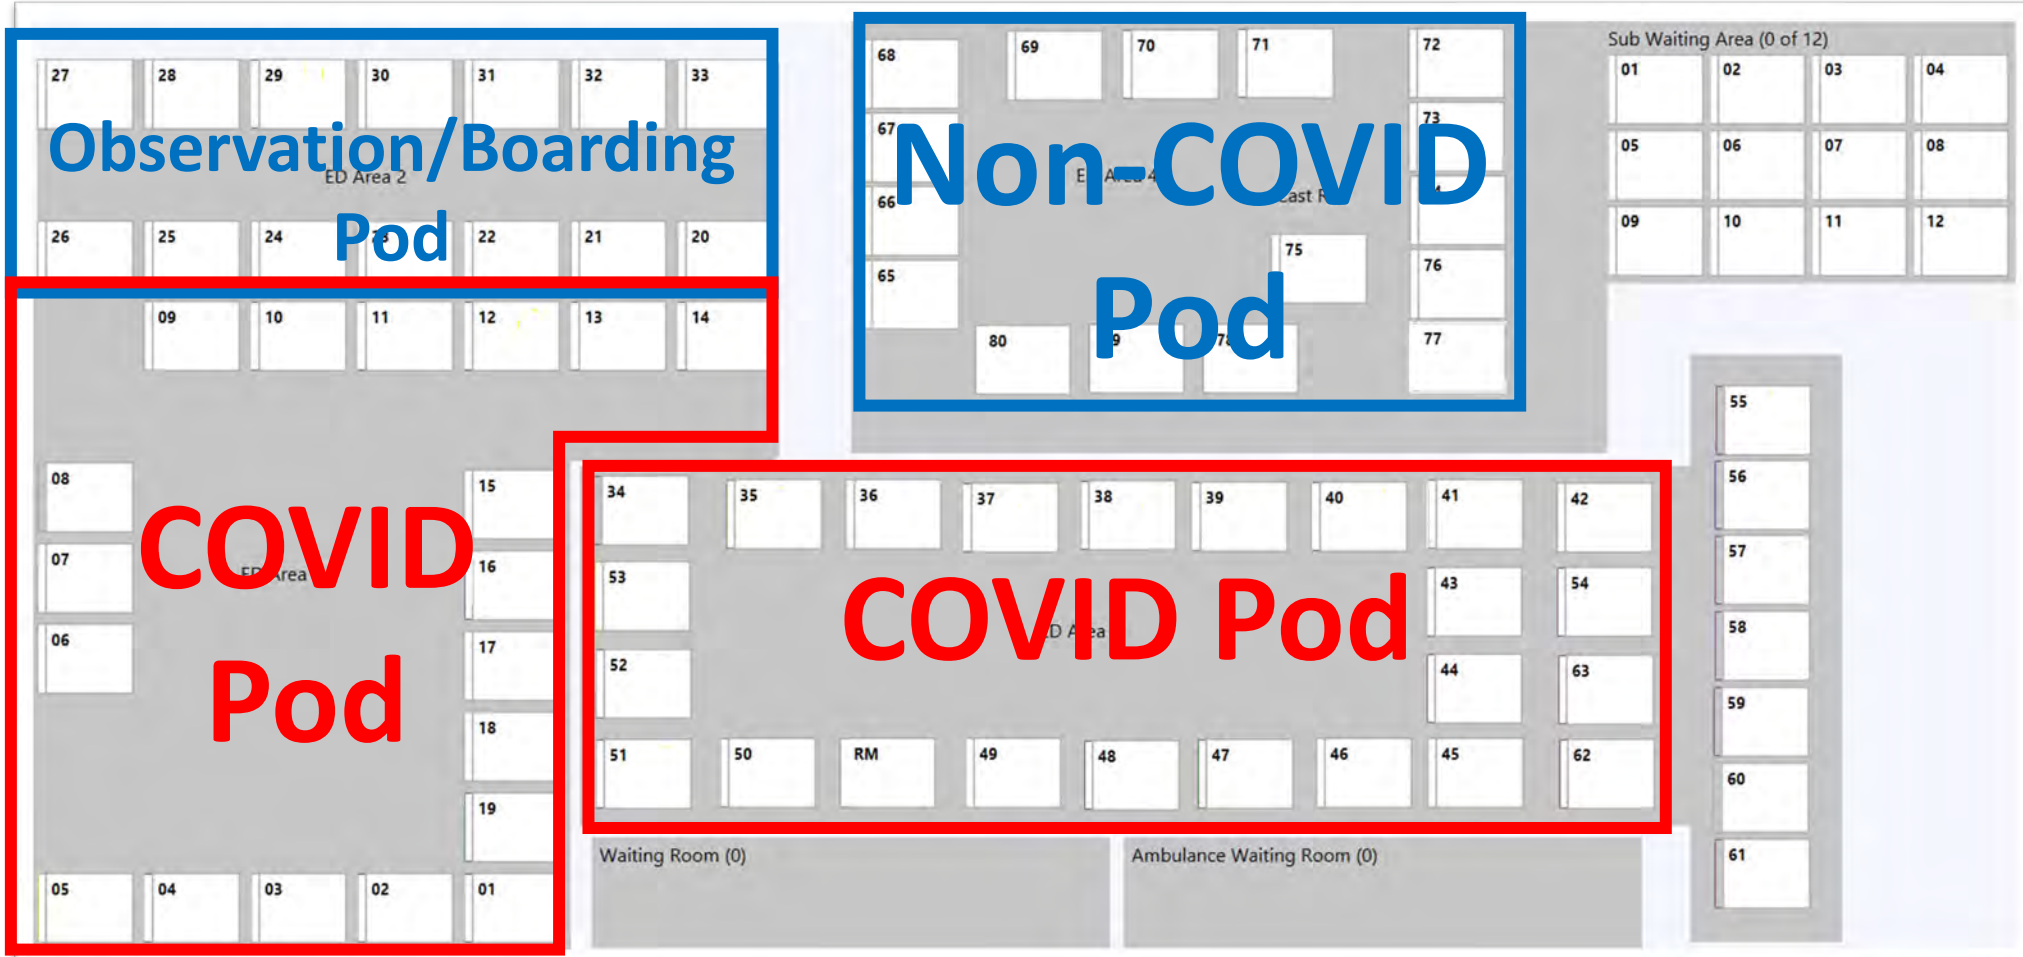 27 28 29 30 31 32 33
Observation/Boarding
ED Area 2
Pod
26 25 24 22 21 20
09 10 11 12 13 14
08 15
07 16
ED Area
COVID
06 17
Pod
18
19
05 04 03 02 01
68 69 70 71 72
67 73
Non-COVID
66
75 76
65
Pod
80 77
Sub Waiting Area (0 of 12)
01 02 03 04
05 06 07 08
09 10 11 12
34 35 36 37 38 39 40 41 42
53 43 54
COVID Pod
ED Area
52 44 63
51 50 RM 49 48 47 46 45 62
55
56
57
58
59
60
61
Waiting Room (0)
Ambulance Waiting Room (0)